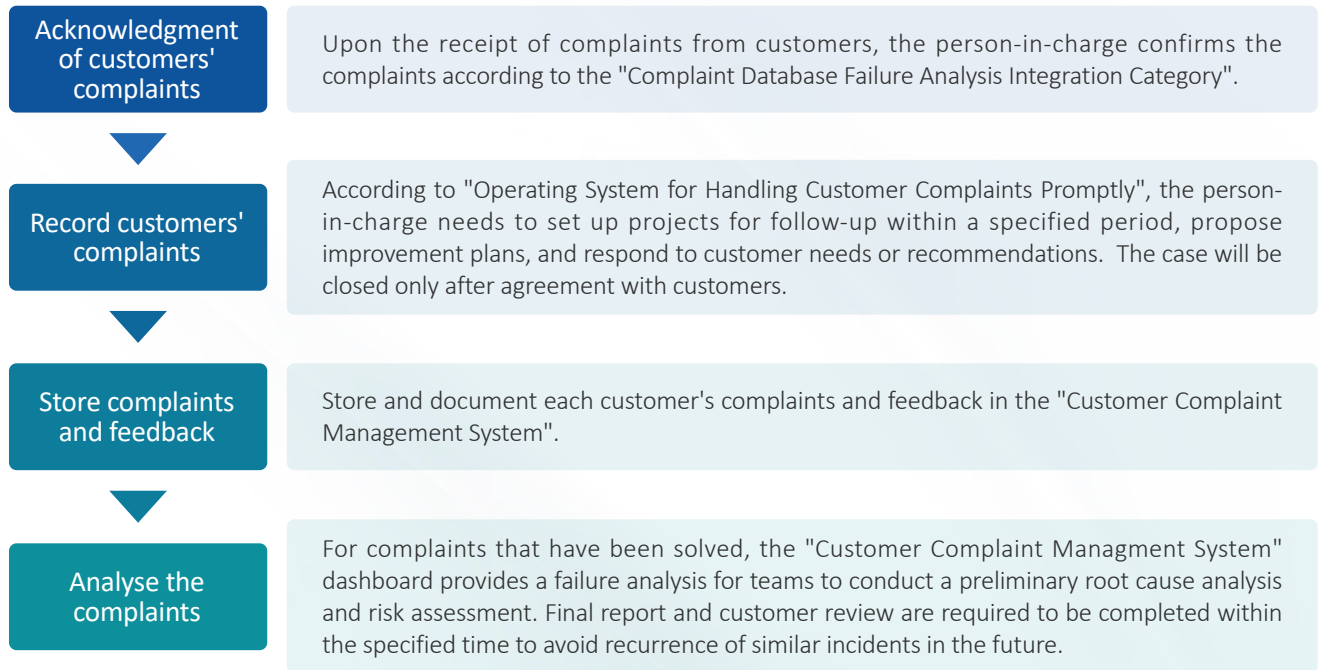 Acknowledgment
of customers'
complaints
Upon the receipt of complaints from customers, the person-in-charge confirms the
complaints according to the "Complaint Database Failure Analysis Integration Category".
Record customers'
complaints
According to "Operating System for Handling Customer Complaints Promptly", the person-
in-charge needs to set up projects for follow-up within a specified period, propose
improvement plans, and respond to customer needs or recommendations. The case will be
closed only after agreement with customers.
Store complaints
and feedback
Store and document each customer's complaints and feedback in the "Customer Complaint
Management System".
Analyse the
complaints
For complaints that have been solved, the "Customer Complaint Managment System"
dashboard provides a failure analysis for teams to conduct a preliminary root cause analysis
and risk assessment. Final report and customer review are required to be completed within
the specified time to avoid recurrence of similar incidents in the future.